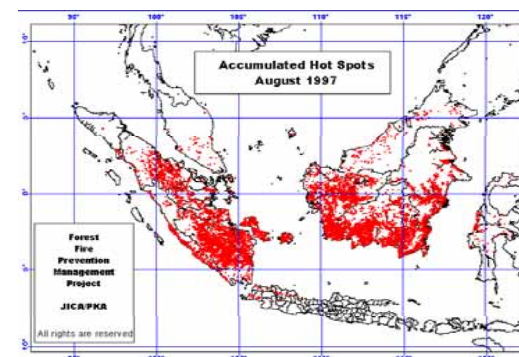 95° 100° 105° 110° 115° 120°
Accumulated Hot Spots
August 1997
Forest
Fire
Prevention
Management
Project
JICA/PKA
All rights are reserved